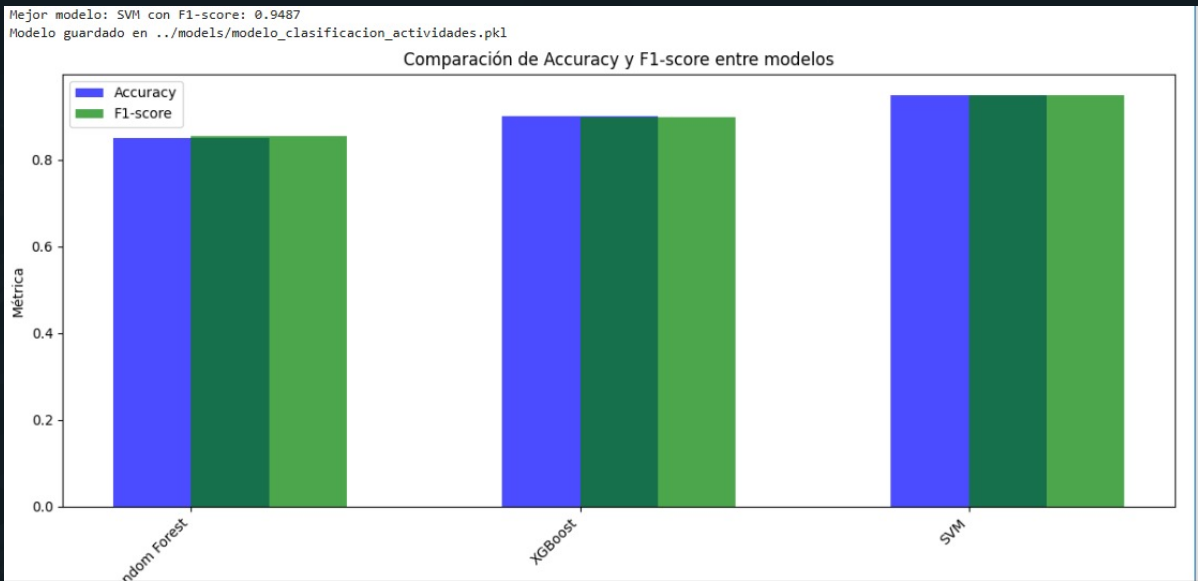 Mejor modelo: SVM con F1-score: 0.9487
Modelo guardado en ../models/modelo_clasificacion_actividades.pkl
Comparación de Accuracy y F1-score entre modelos
Accuracy
F1-score
Métrica
0.8
0.6
0.4
0.2
0.0
ndom Forest
XGBoost
SVM